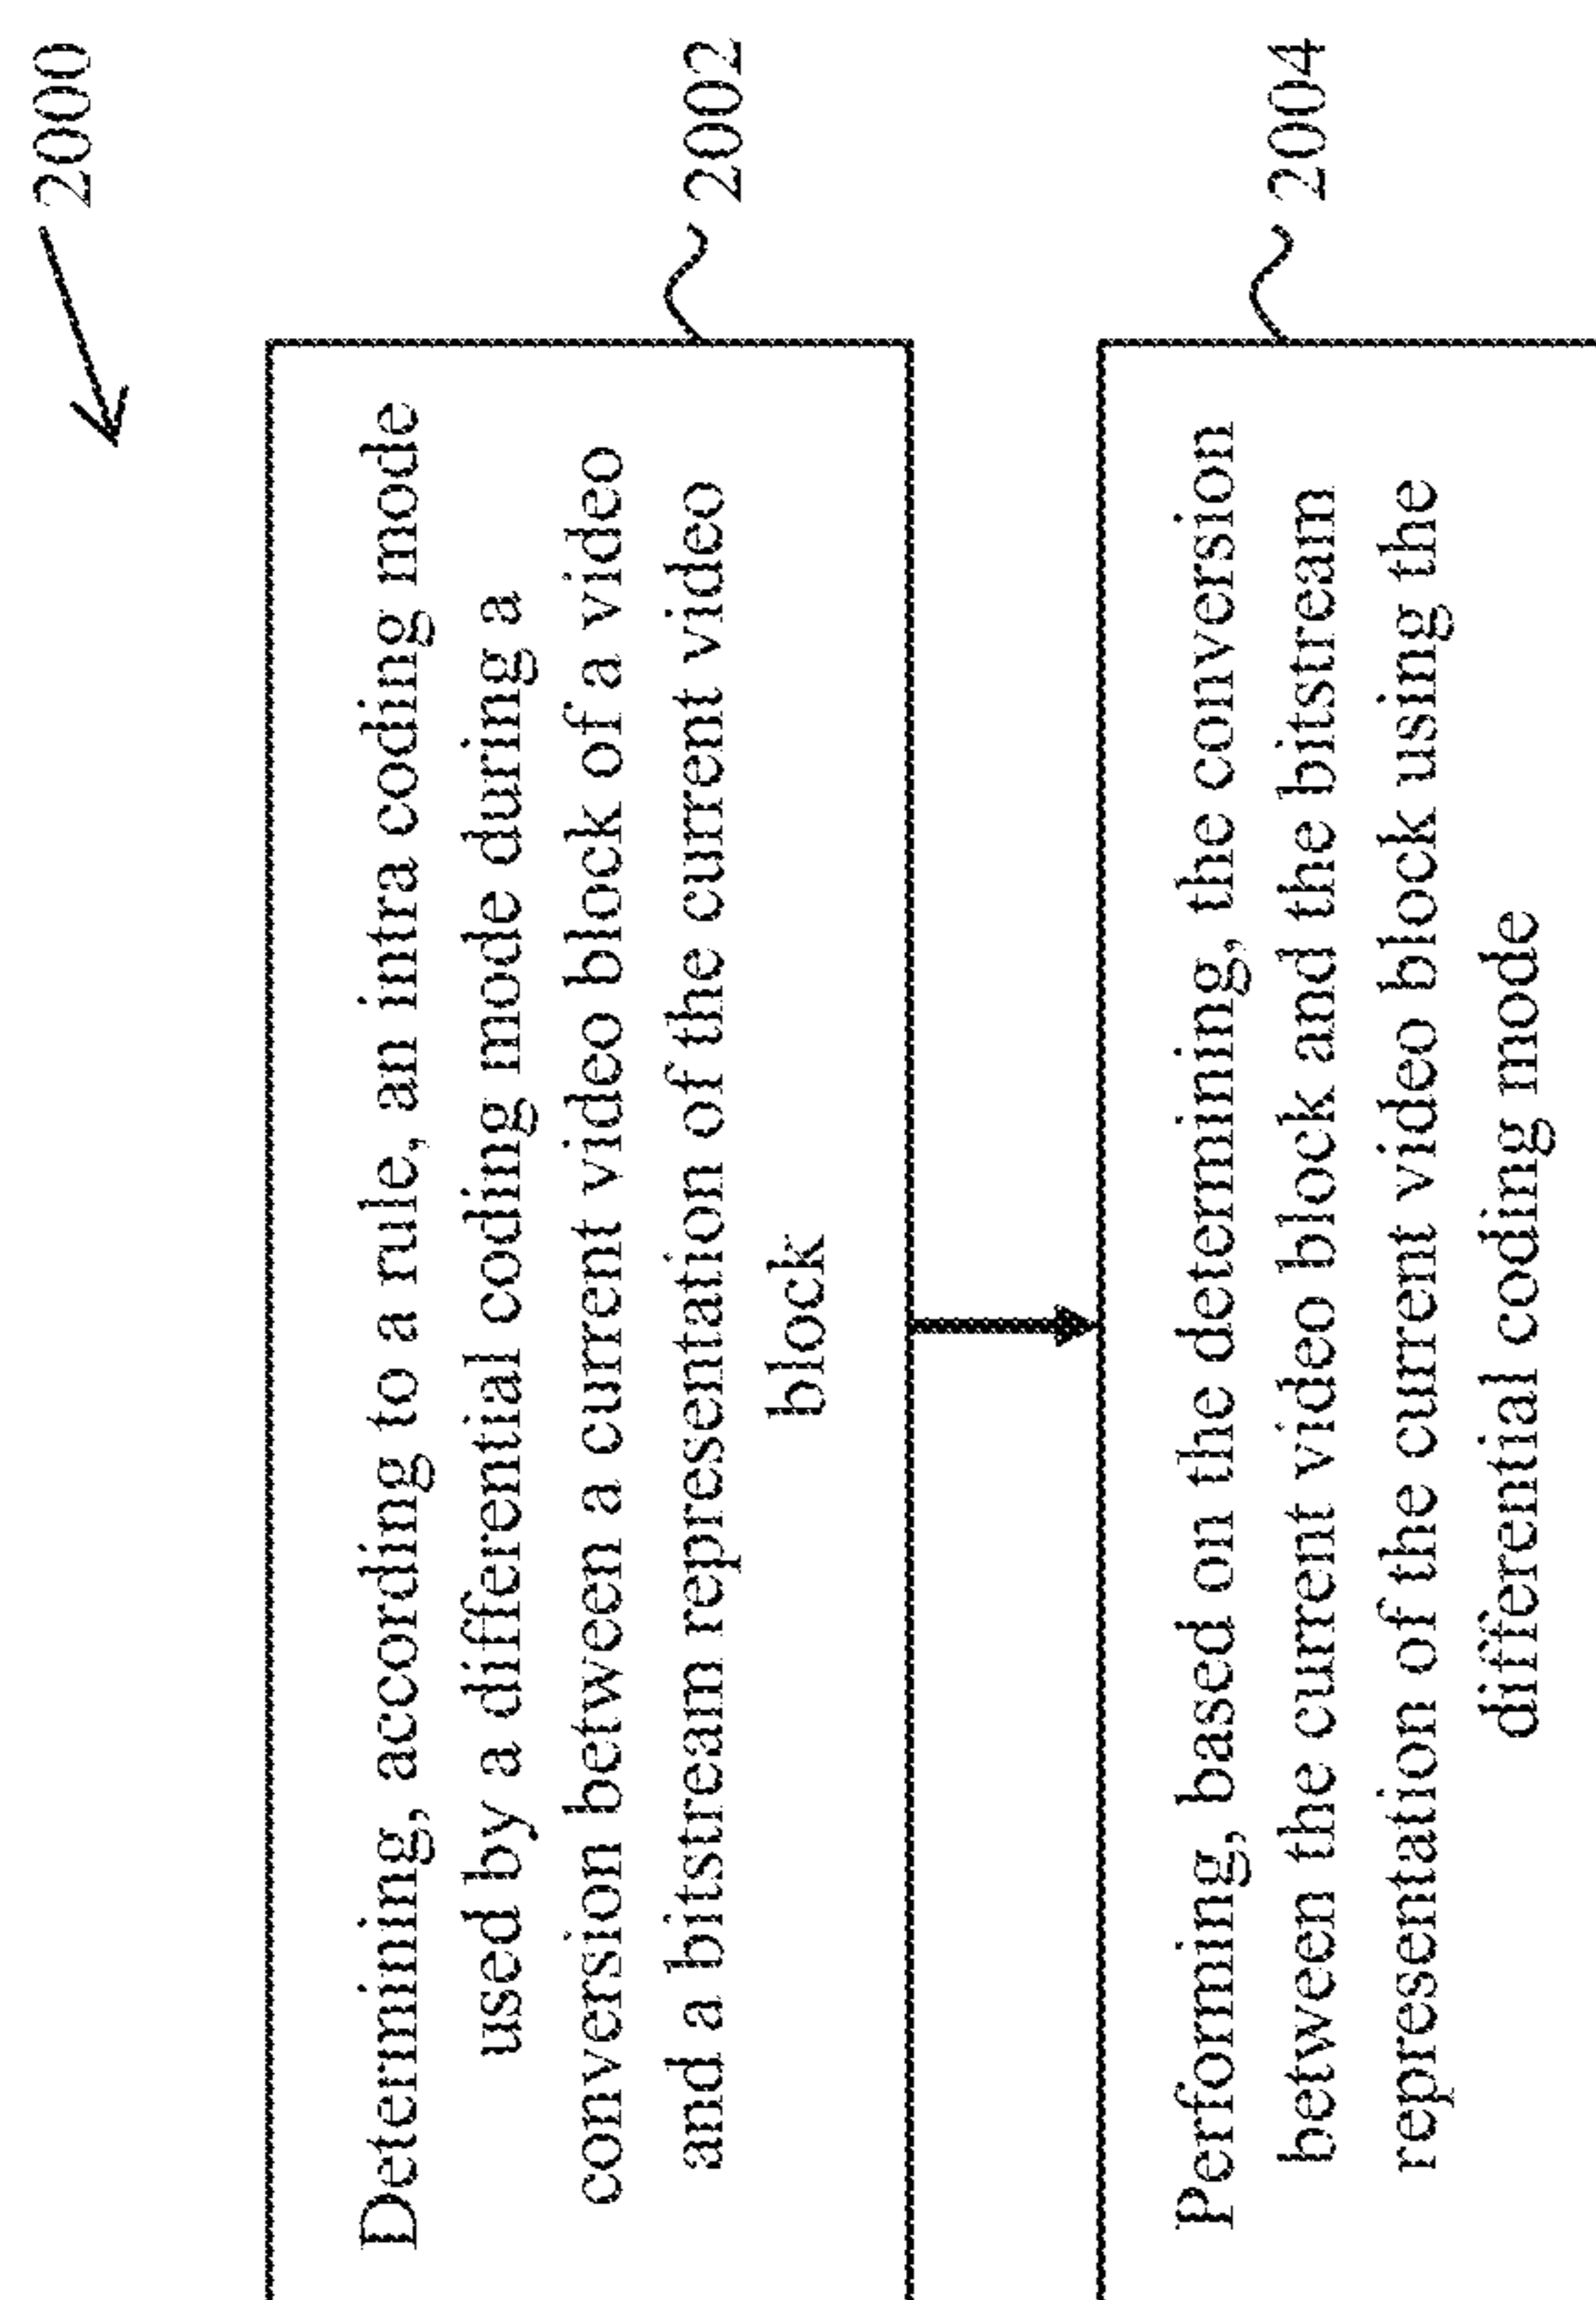 2000
Determining, according to a rule, an intra coding mode
used by a differential coding mode during a
conversion between a current video block of a video
and a bitstream representation of the current video
block
2002
Performing, based on the determining, the conversion
between the current video block and the bitstream
representation of the current video block using the
differential coding mode
2004